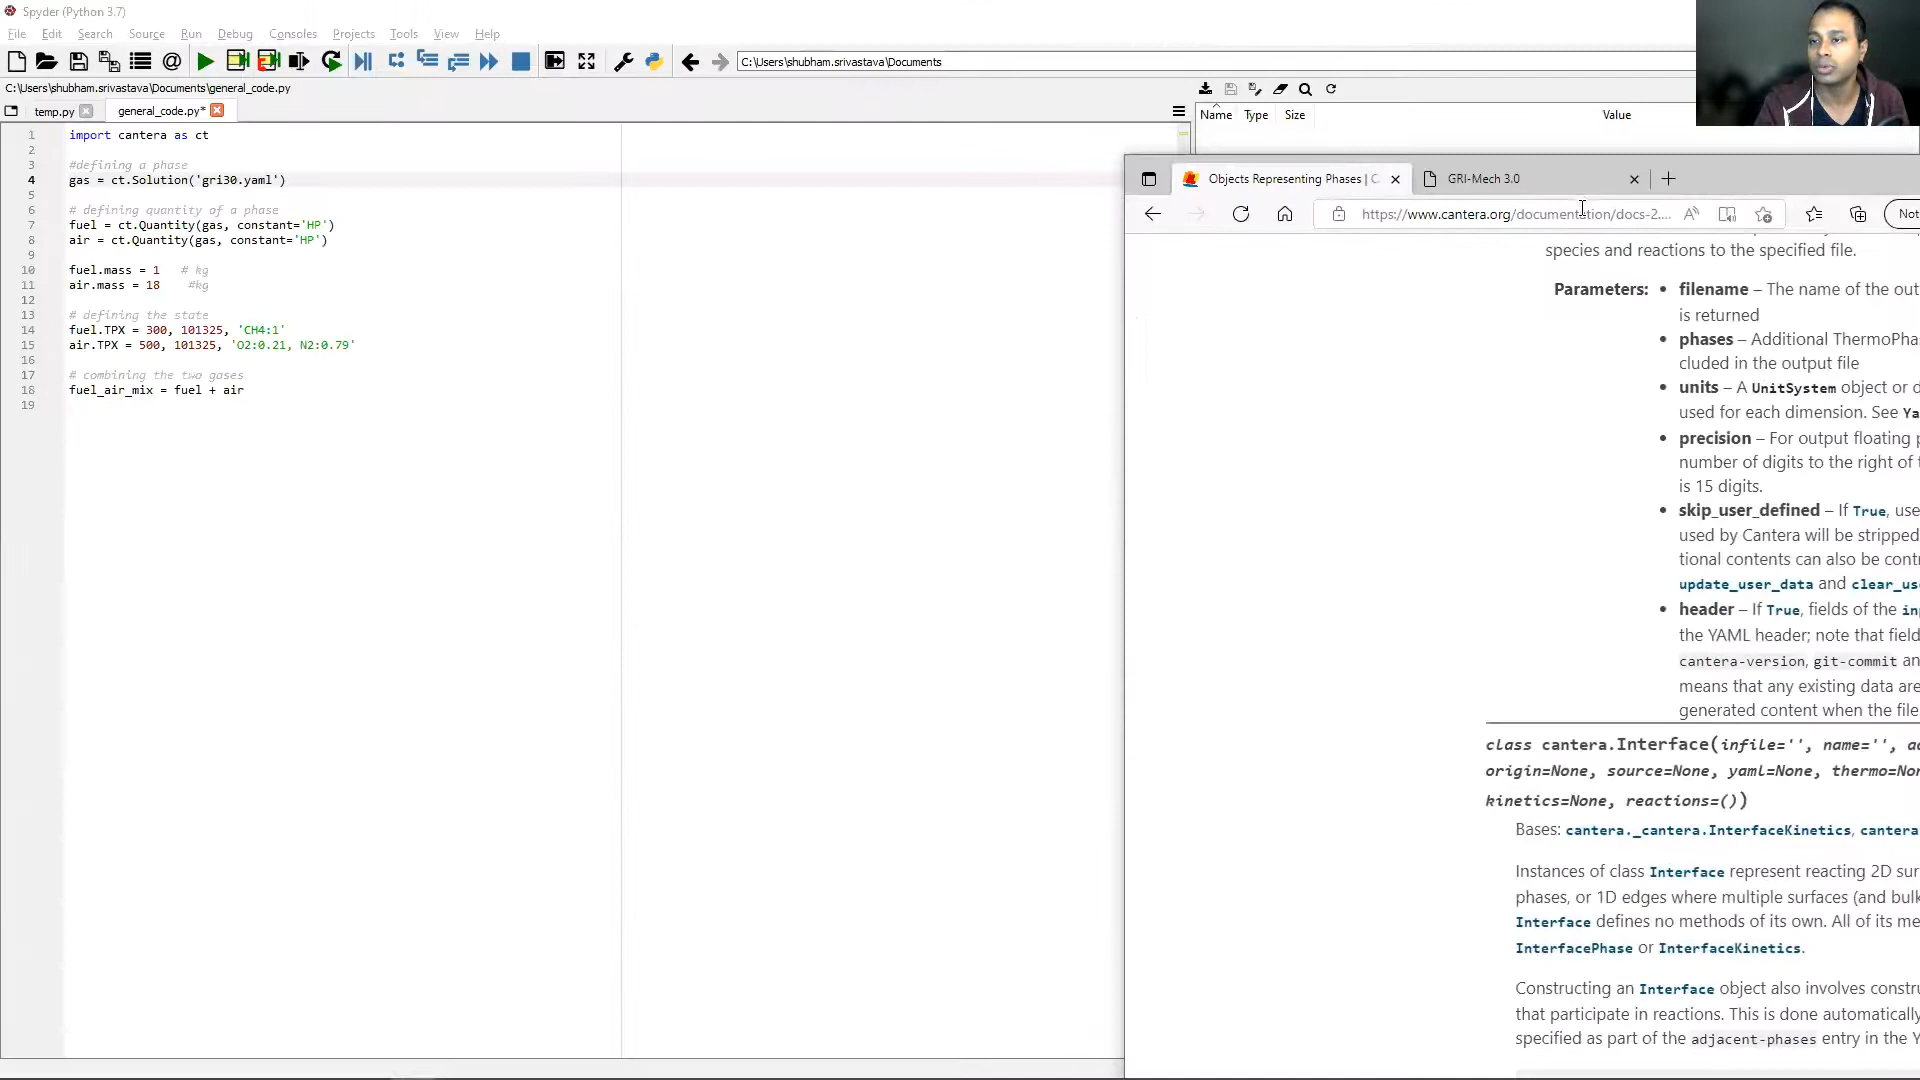 Spyder (Python 3.7)
File Edit Search Source Run Debug Consoles Projects Tools View Help
C:\Users\shubham.srivastava\Documents
C:\Users\shubham.srivastava\Documents\general_code.py
temp.py
general_code.py*
Name Type Size Value
1 import cantera as ct
2
3 #defining a phase
4 gas = ct.Solution('gri30.yaml')
5
6 # defining quantity of a phase
7 fuel = ct.Quantity(gas, constant='HP')
8 air = ct.Quantity(gas, constant='HP')
9
10 fuel.mass = 1 # kg
11 air.mass = 18 #kg
12
13 # defining the state
14 fuel.TPX = 300, 101325, 'CH4:1'
15 air.TPX = 500, 101325, 'O2:0.21, N2:0.79'
16
17 # combining the two gases
18 fuel_air_mix = fuel + air
19
Objects Representing Phases | C
GRI-Mech 3.0
https://www.cantera.org/documentation/docs-2....
Not
species and reactions to the specified file.
Parameters: • filename – The name of the out
is returned
• phases – Additional ThermoPha
cluded in the output file
• units – A UnitSystem object or d
used for each dimension. See Ya
• precision – For output floating p
number of digits to the right of t
is 15 digits.
• skip_user_defined – If True, use
used by Cantera will be stripped
tional contents can also be contr
update_user_data and clear_us
• header – If True, fields of the in
the YAML header; note that field
cantera-version, git-commit an
means that any existing data are
generated content when the file
class cantera.Interface(infile='', name='', a
origin=None, source=None, yaml=None, thermo=Non
kinetics=None, reactions=())
Bases: cantera._cantera.InterfaceKinetics, cantera
Instances of class Interface represent reacting 2D sur
phases, or 1D edges where multiple surfaces (and bulk
Interface defines no methods of its own. All of its me
InterfacePhase or InterfaceKinetics.
Constructing an Interface object also involves constru
that participate in reactions. This is done automatically
specified as part of the adjacent-phases entry in the Y